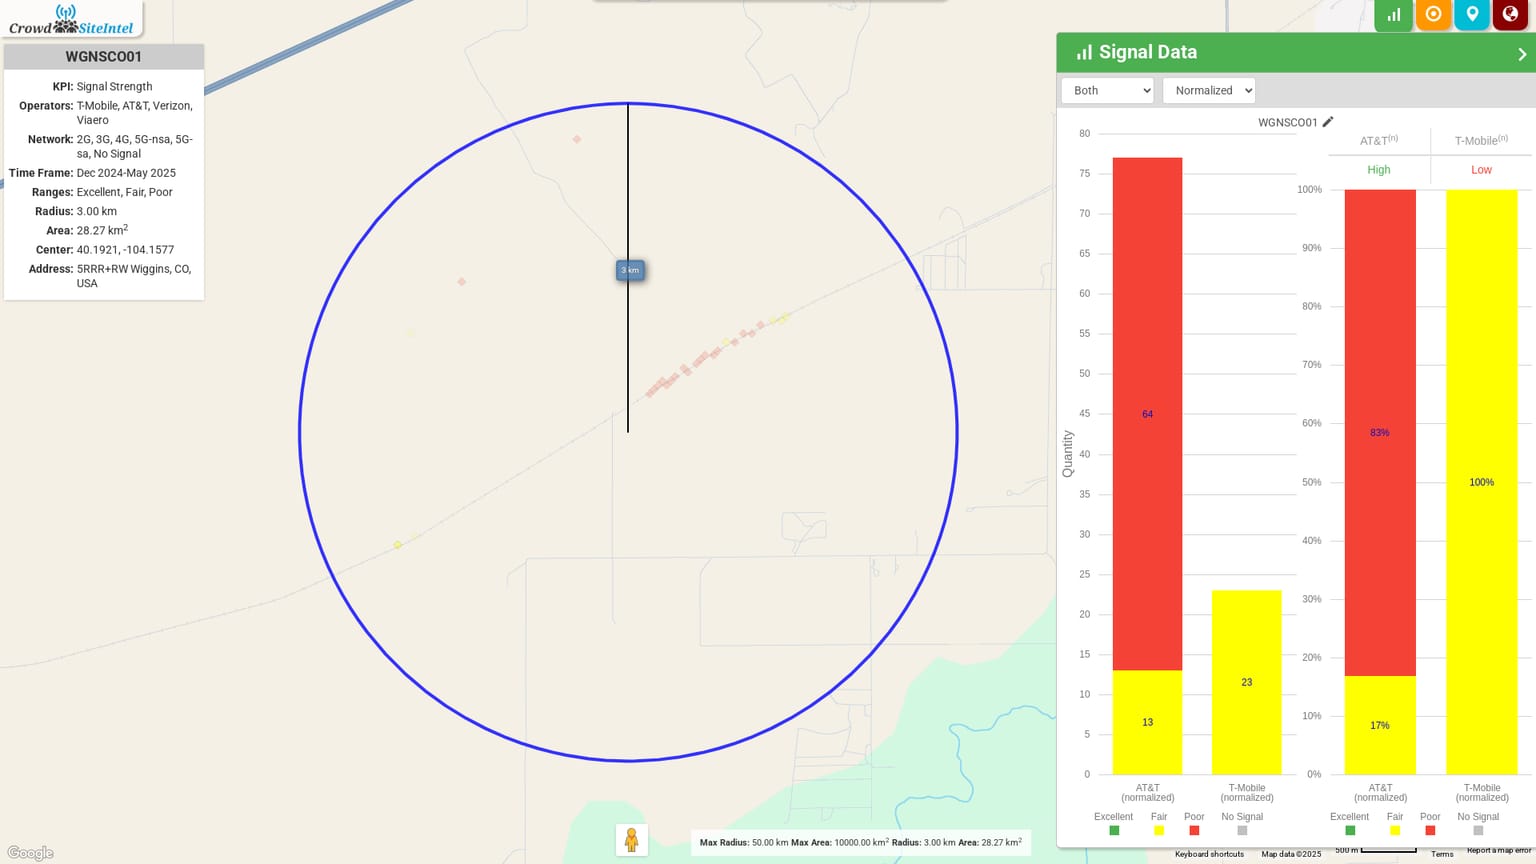 Crowd SiteIntel
WGNSCO01
KPI: Signal Strength
Operators: T-Mobile, AT&T, Verizon,
Viaero
Network: 2G, 3G, 4G, 5G-nsa, 5G-
sa, No Signal
Time Frame: Dec 2024-May 2025
Ranges: Excellent, Fair, Poor
Radius: 3.00 km
Area: 28.27 km²
Center: 40.1921, -104.1577
Address: 5RRR+RW Wiggins, CO,
USA
3 km
Signal Data
Both Normalized
WGNSCO01
AT&T(n) T-Mobile(n)
High Low
Quantity
80
75
70
65
60
55
50
45
40
35
30
25
20
15
10
5
0
64
13
23
AT&T
(normalized)
T-Mobile
(normalized)
Excellent Fair Poor No Signal
100%
90%
80%
70%
60%
50%
40%
30%
20%
10%
0%
83%
17%
100%
AT&T
(normalized)
T-Mobile
(normalized)
Excellent Fair Poor No Signal
Max Radius: 50.00 km Max Area: 10000.00 km² Radius: 3.00 km Area: 28.27 km²
Google
Keyboard shortcuts Map data ©2025 500 m Terms Report a map error